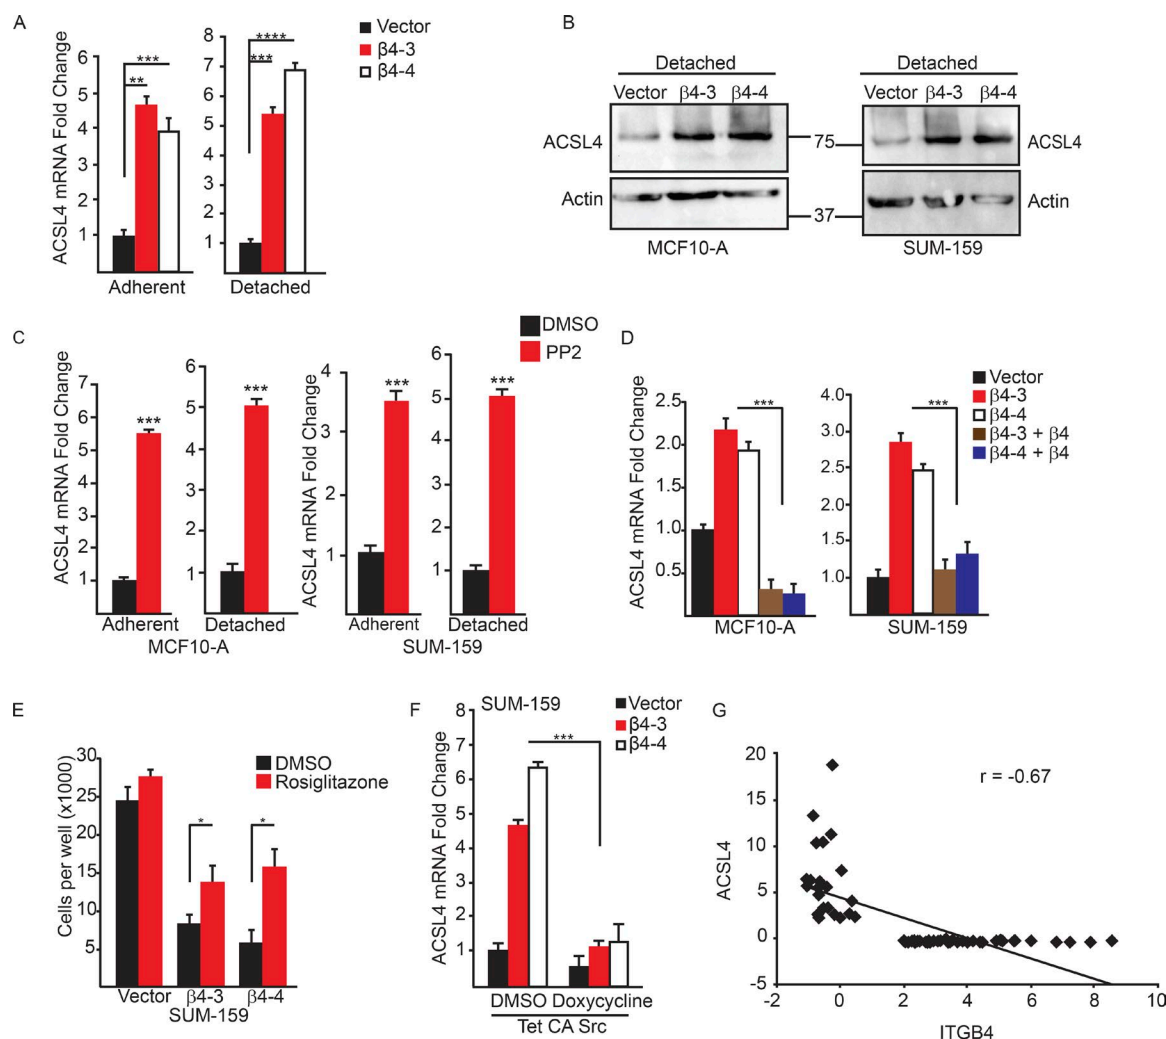 A
ACSL4 mRNA Fold Change
6
5
4
3
2
1
***
**
Adherent
8
7
6
5
4
3
2
1
****
***
Detached
Vector
β4-3
β4-4
B
Detached
Vector β4-3 β4-4
ACSL4
Actin
MCF10-A
75
37
Detached
Vector β4-3 β4-4
ACSL4
Actin
SUM-159
C
DMSO
PP2
ACSL4 mRNA Fold Change
7
6
5
4
3
2
1
***
Adherent
6
5
4
3
2
1
***
Detached
MCF10-A
ACSL4 mRNA Fold Change
4
3
2
1
***
Adherent
6
5
4
3
2
1
***
Detached
SUM-159
D
Vector
β4-3
β4-4
β4-3 + β4
β4-4 + β4
ACSL4 mRNA Fold Change
2.5
2.0
1.5
1.0
0.5
***
MCF10-A
4.0
3.0
2.5
2.0
1.0
***
SUM-159
E
DMSO
Rosiglitazone
Cells per well (x1000)
30
25
20
15
10
5
*
*
Vector β4-3 β4-4
SUM-159
F
SUM-159
Vector
β4-3
β4-4
ACSL4 mRNA Fold Change
8
7
6
5
4
3
2
1
***
DMSO Doxycycline
Tet CA Src
G
r = -0.67
ACSL4
20
15
10
5
0
-5
-2 0 2 4 6 8 10
ITGB4